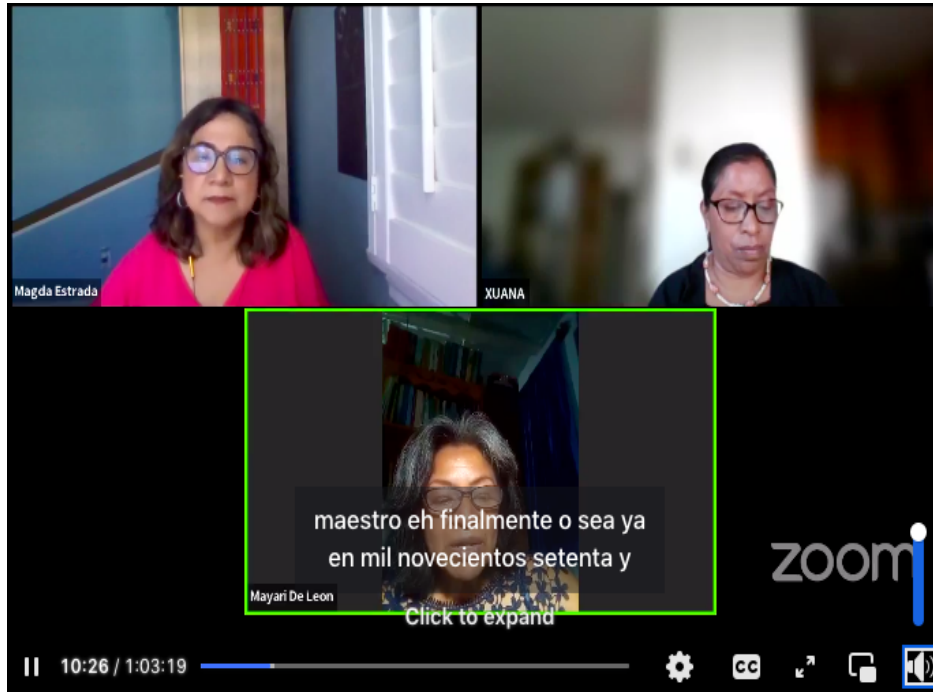 Magda Estrada
XUANA
maestro eh finalmente o sea ya
en mil novecientos setenta y
Mayari De Leon
Click to expand
zoom
10:26 / 1:03:19
CC